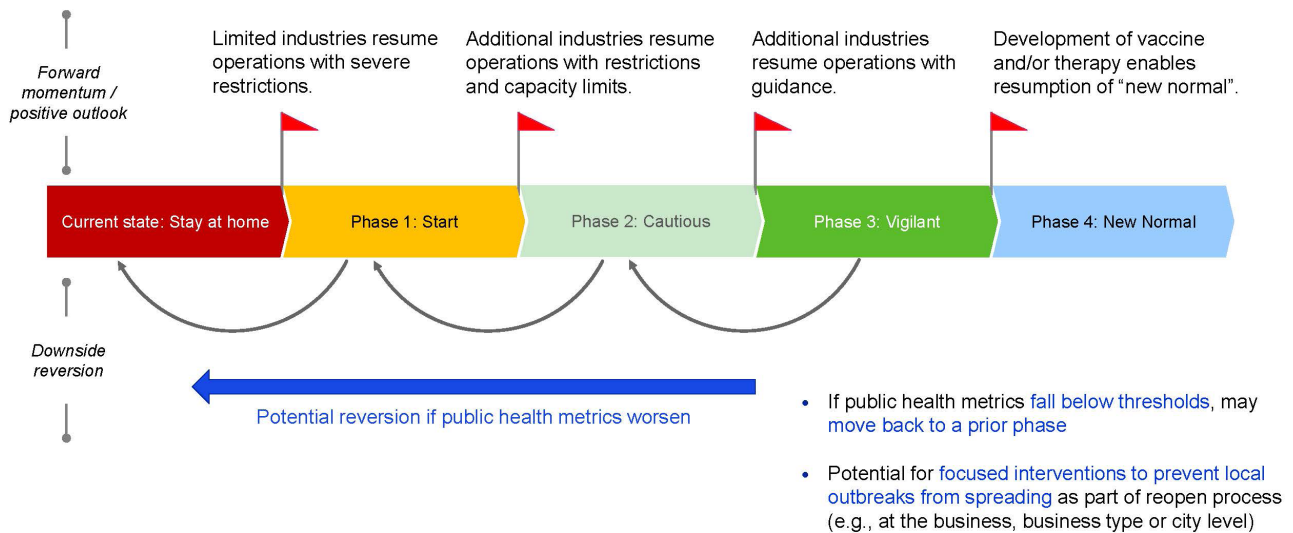 Forward
momentum /
positive outlook
Limited industries resume
operations with severe
restrictions.
Additional industries resume
operations with restrictions
and capacity limits.
Additional industries
resume operations with
guidance.
Development of vaccine
and/or therapy enables
resumption of “new normal”.
Current state: Stay at home
Phase 1: Start
Phase 2: Cautious
Phase 3: Vigilant
Phase 4: New Normal
Downside
reversion
Potential reversion if public health metrics worsen
• If public health metrics fall below thresholds, may
move back to a prior phase
• Potential for focused interventions to prevent local
outbreaks from spreading as part of reopen process
(e.g., at the business, business type or city level)